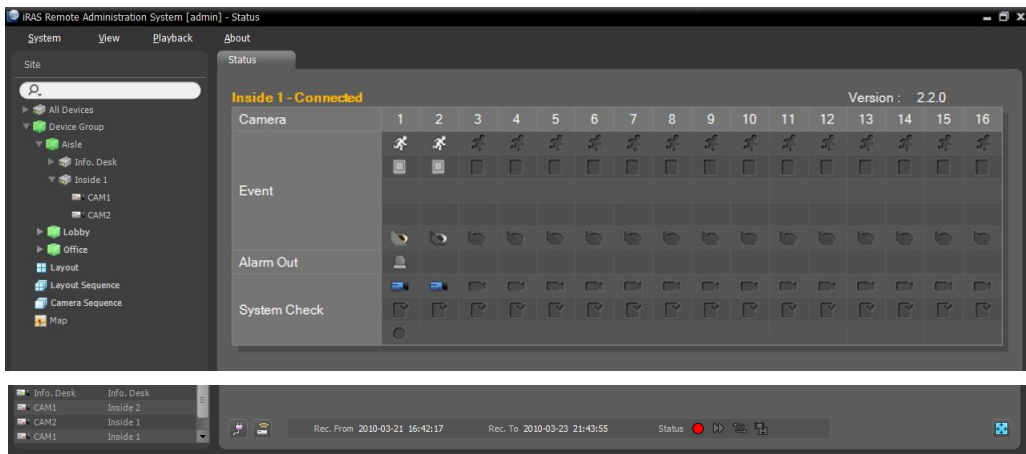 iRAS Remote Administration System [admin] - Status
System View Playback About
Site
Status
All Devices
Device Group
Aisle
Info. Desk
Inside 1
CAM1
CAM2
Lobby
Office
Layout
Layout Sequence
Camera Sequence
Map
Inside 1 - Connected Version : 2.2.0
Camera 1 2 3 4 5 6 7 8 9 10 11 12 13 14 15 16
Event
Alarm Out
System Check
Info. Desk Info. Desk
CAM1 Inside 2
CAM2 Inside 1
CAM1 Inside 1
Rec. From 2010-03-21 16:42:17 Rec. To 2010-03-23 21:43:55 Status